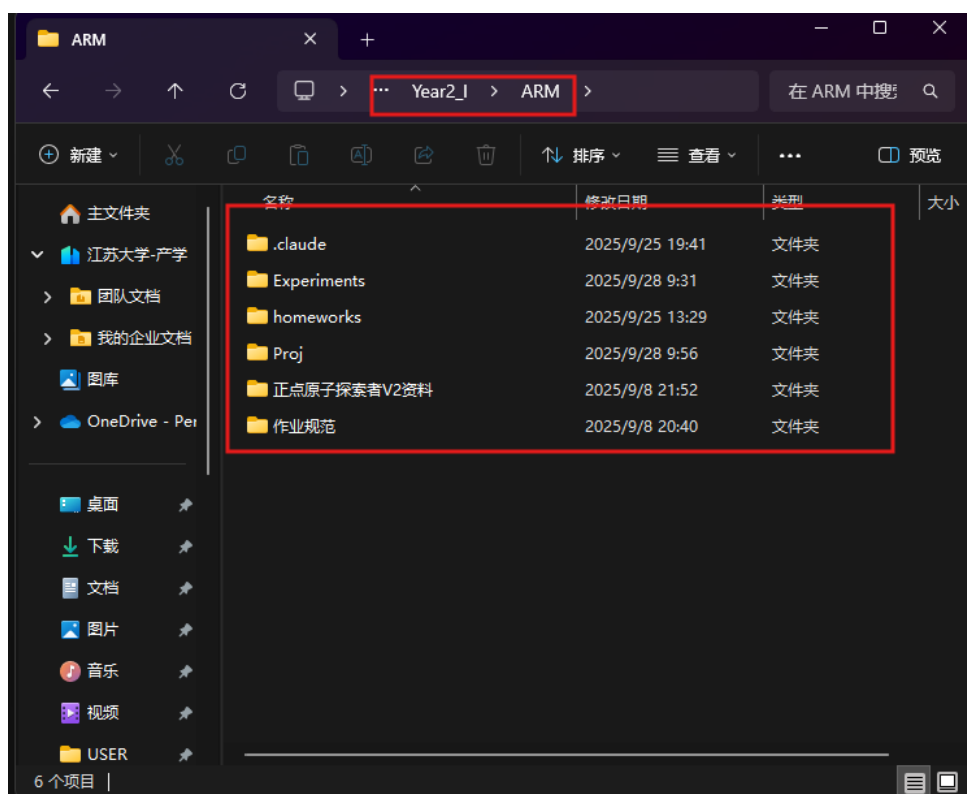 ARM
Year2_I > ARM >
在 ARM 中搜
新建
排序
查看
预览
名称
修改日期
类型
大小
主文件夹
江苏大学-产学
团队文档
我的企业文档
图库
OneDrive - Per
桌面
下载
文档
图片
音乐
视频
USER
.claude 2025/9/25 19:41 文件夹
Experiments 2025/9/28 9:31 文件夹
homeworks 2025/9/25 13:29 文件夹
Proj 2025/9/28 9:56 文件夹
正点原子探索者V2资料 2025/9/8 21:52 文件夹
作业规范 2025/9/8 20:40 文件夹
6 个项目